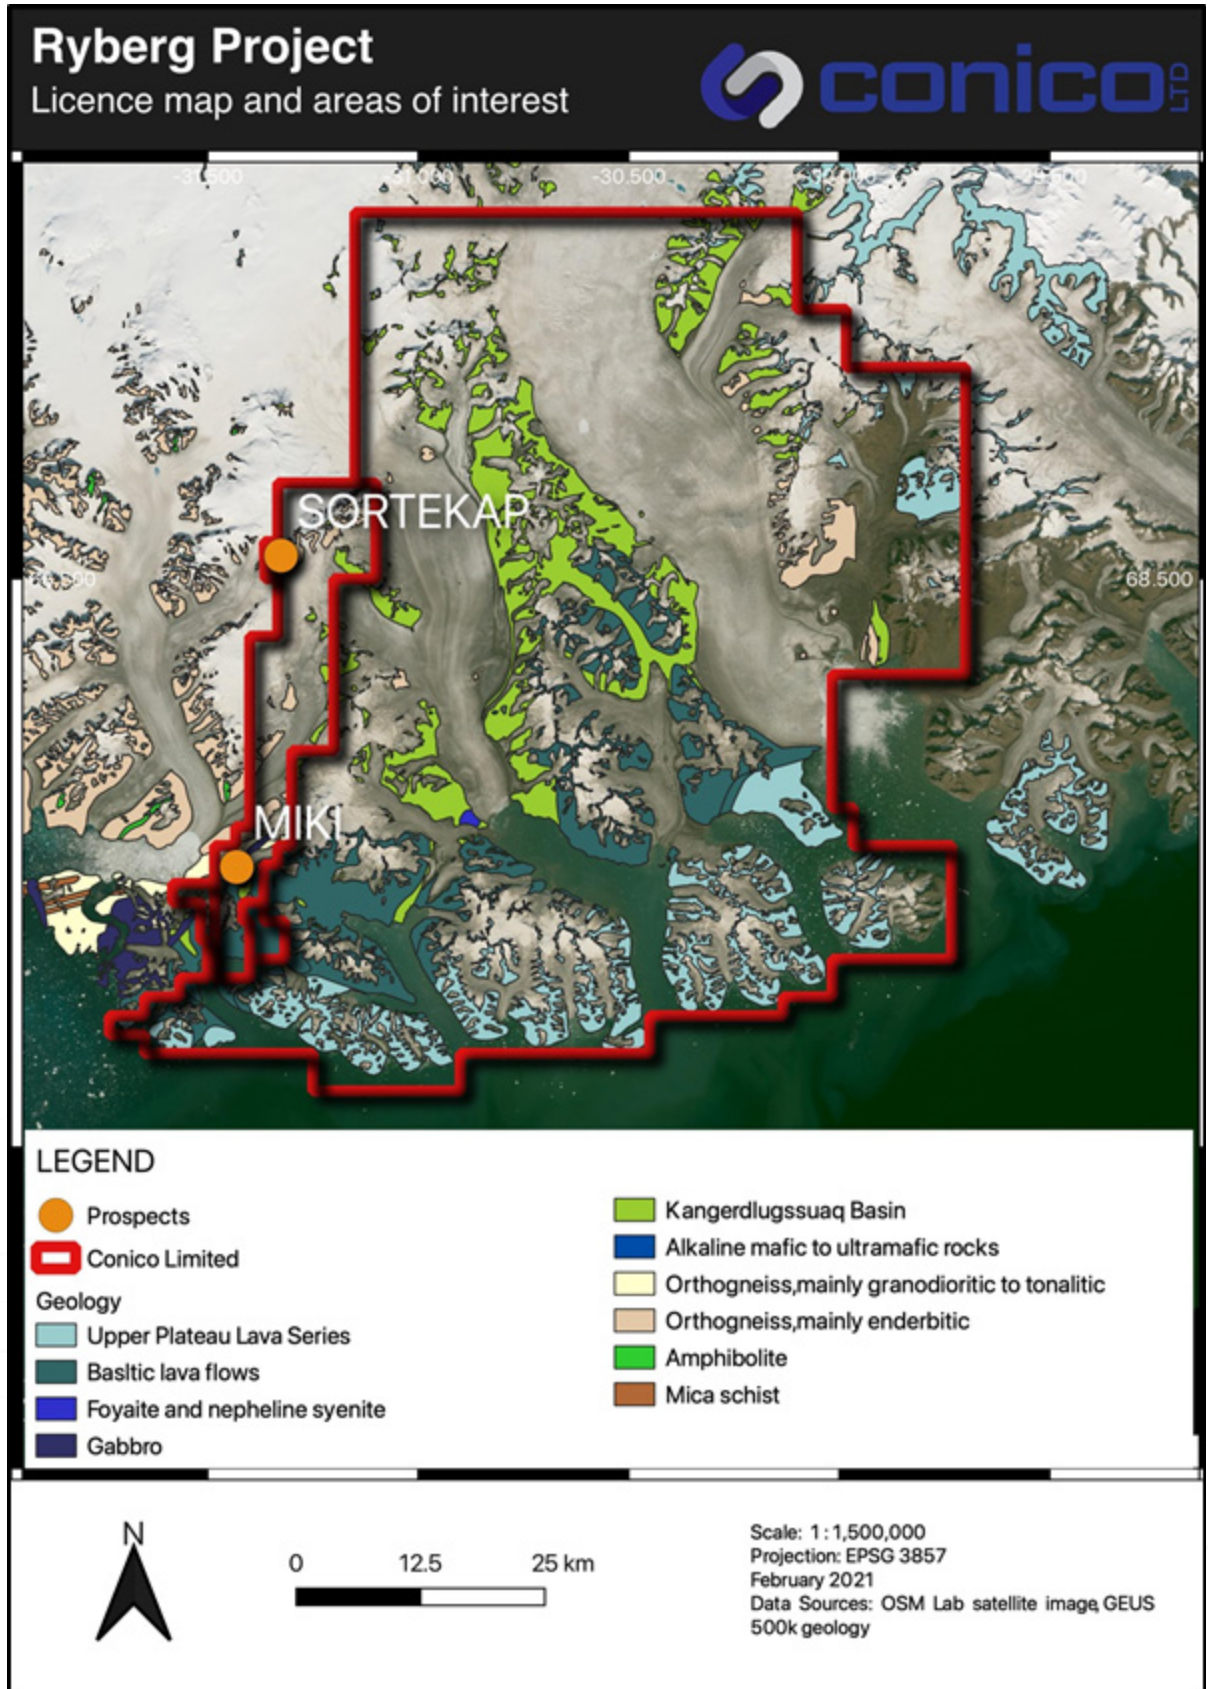 Ryberg Project
Licence map and areas of interest
conico LTD
-31.500 -31.000 -30.500
SORTEKAP
68.500
MIKI
LEGEND
Prospects
Conico Limited
Geology
Upper Plateau Lava Series
Basltic lava flows
Foyaite and nepheline syenite
Gabbro
Kangerdlugssuaq Basin
Alkaline mafic to ultramafic rocks
Orthogneiss,mainly granodioritic to tonalitic
Orthogneiss,mainly enderbitic
Amphibolite
Mica schist
N
0 12.5 25 km
Scale: 1:1,500,000
Projection: EPSG 3857
February 2021
Data Sources: OSM Lab satellite image, GEUS
500k geology